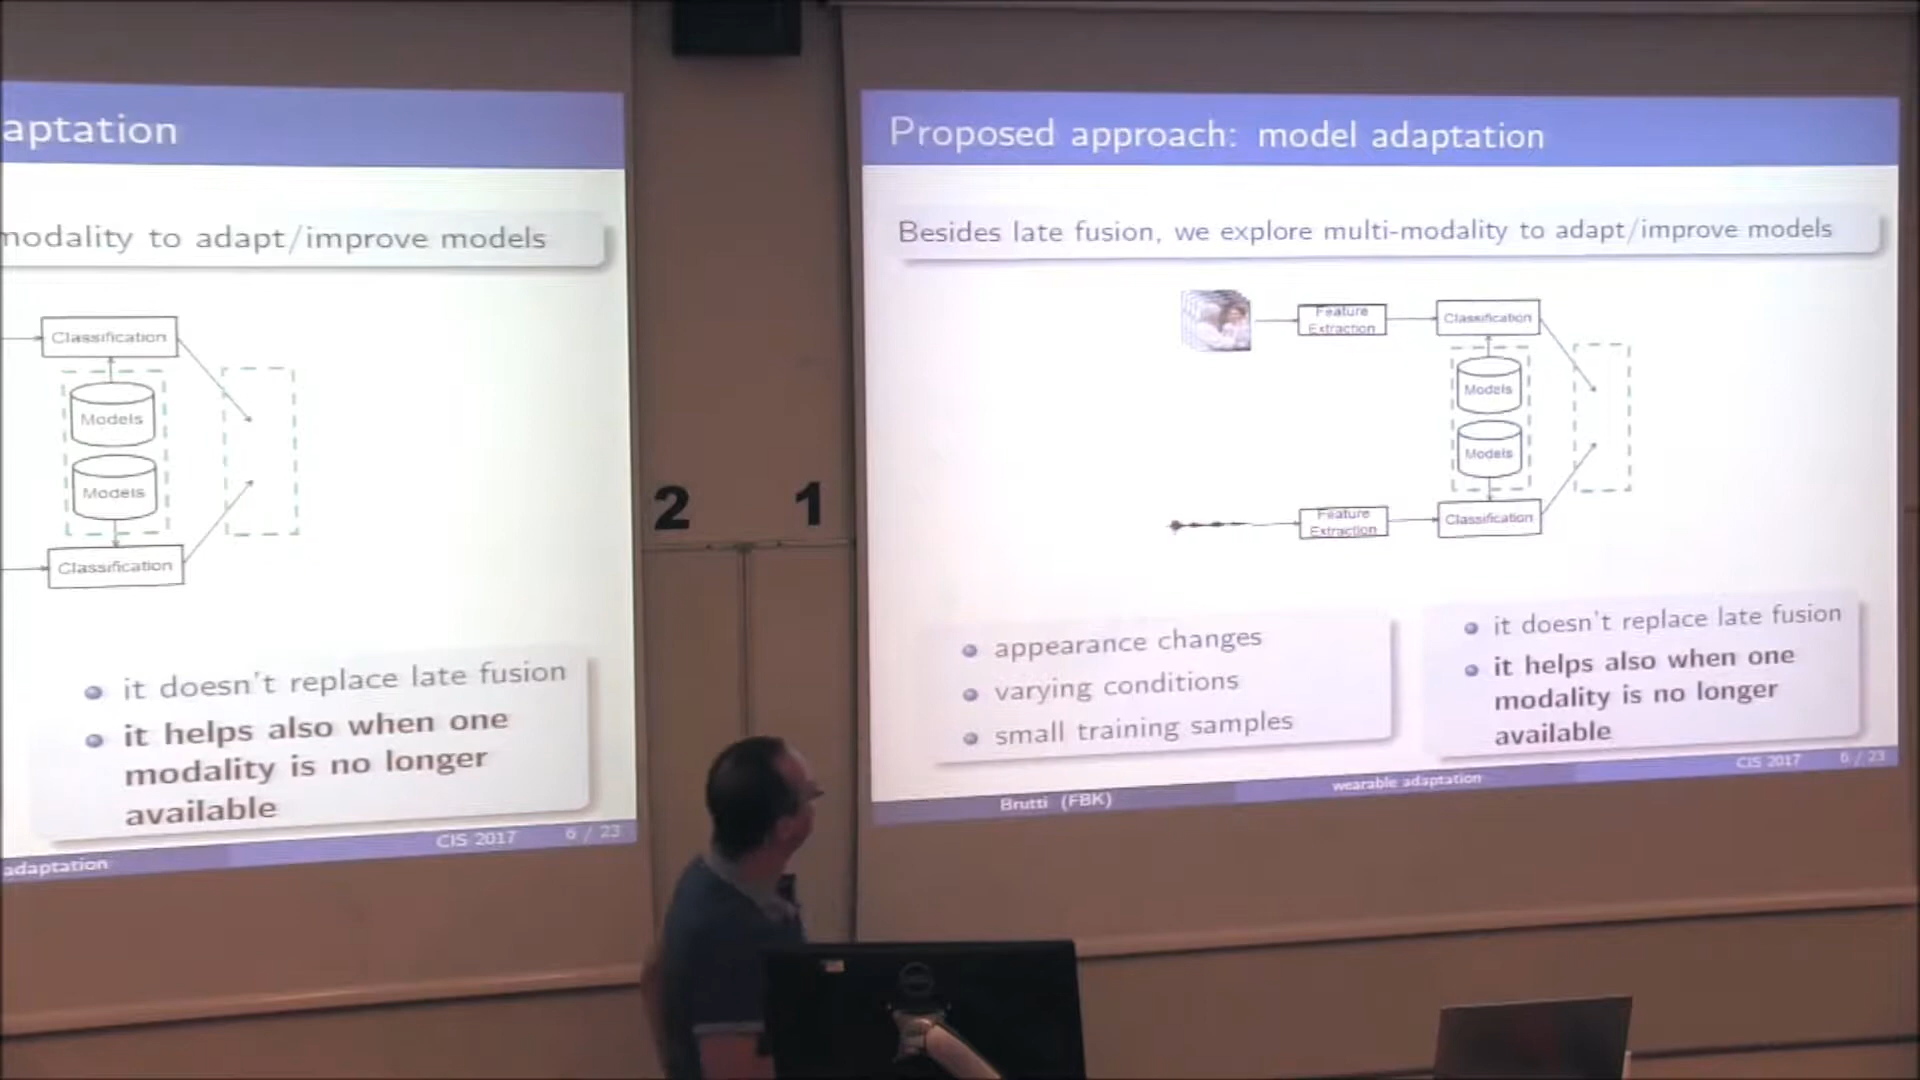 aptation
modality to adapt/improve models
Classification
Models
Models
Classification
it doesn't replace late fusion
it helps also when one
modality is no longer
available
CIS 2017 6 / 23
adaptation
2 1
Proposed approach: model adaptation
Besides late fusion, we explore multi-modality to adapt/improve models
Feature
Extraction
Classification
Models
Models
Feature
Extraction
Classification
appearance changes
varying conditions
small training samples
it doesn't replace late fusion
it helps also when one
modality is no longer
available
Brutti (FBK) wearable adaptation CIS 2017 6 / 23